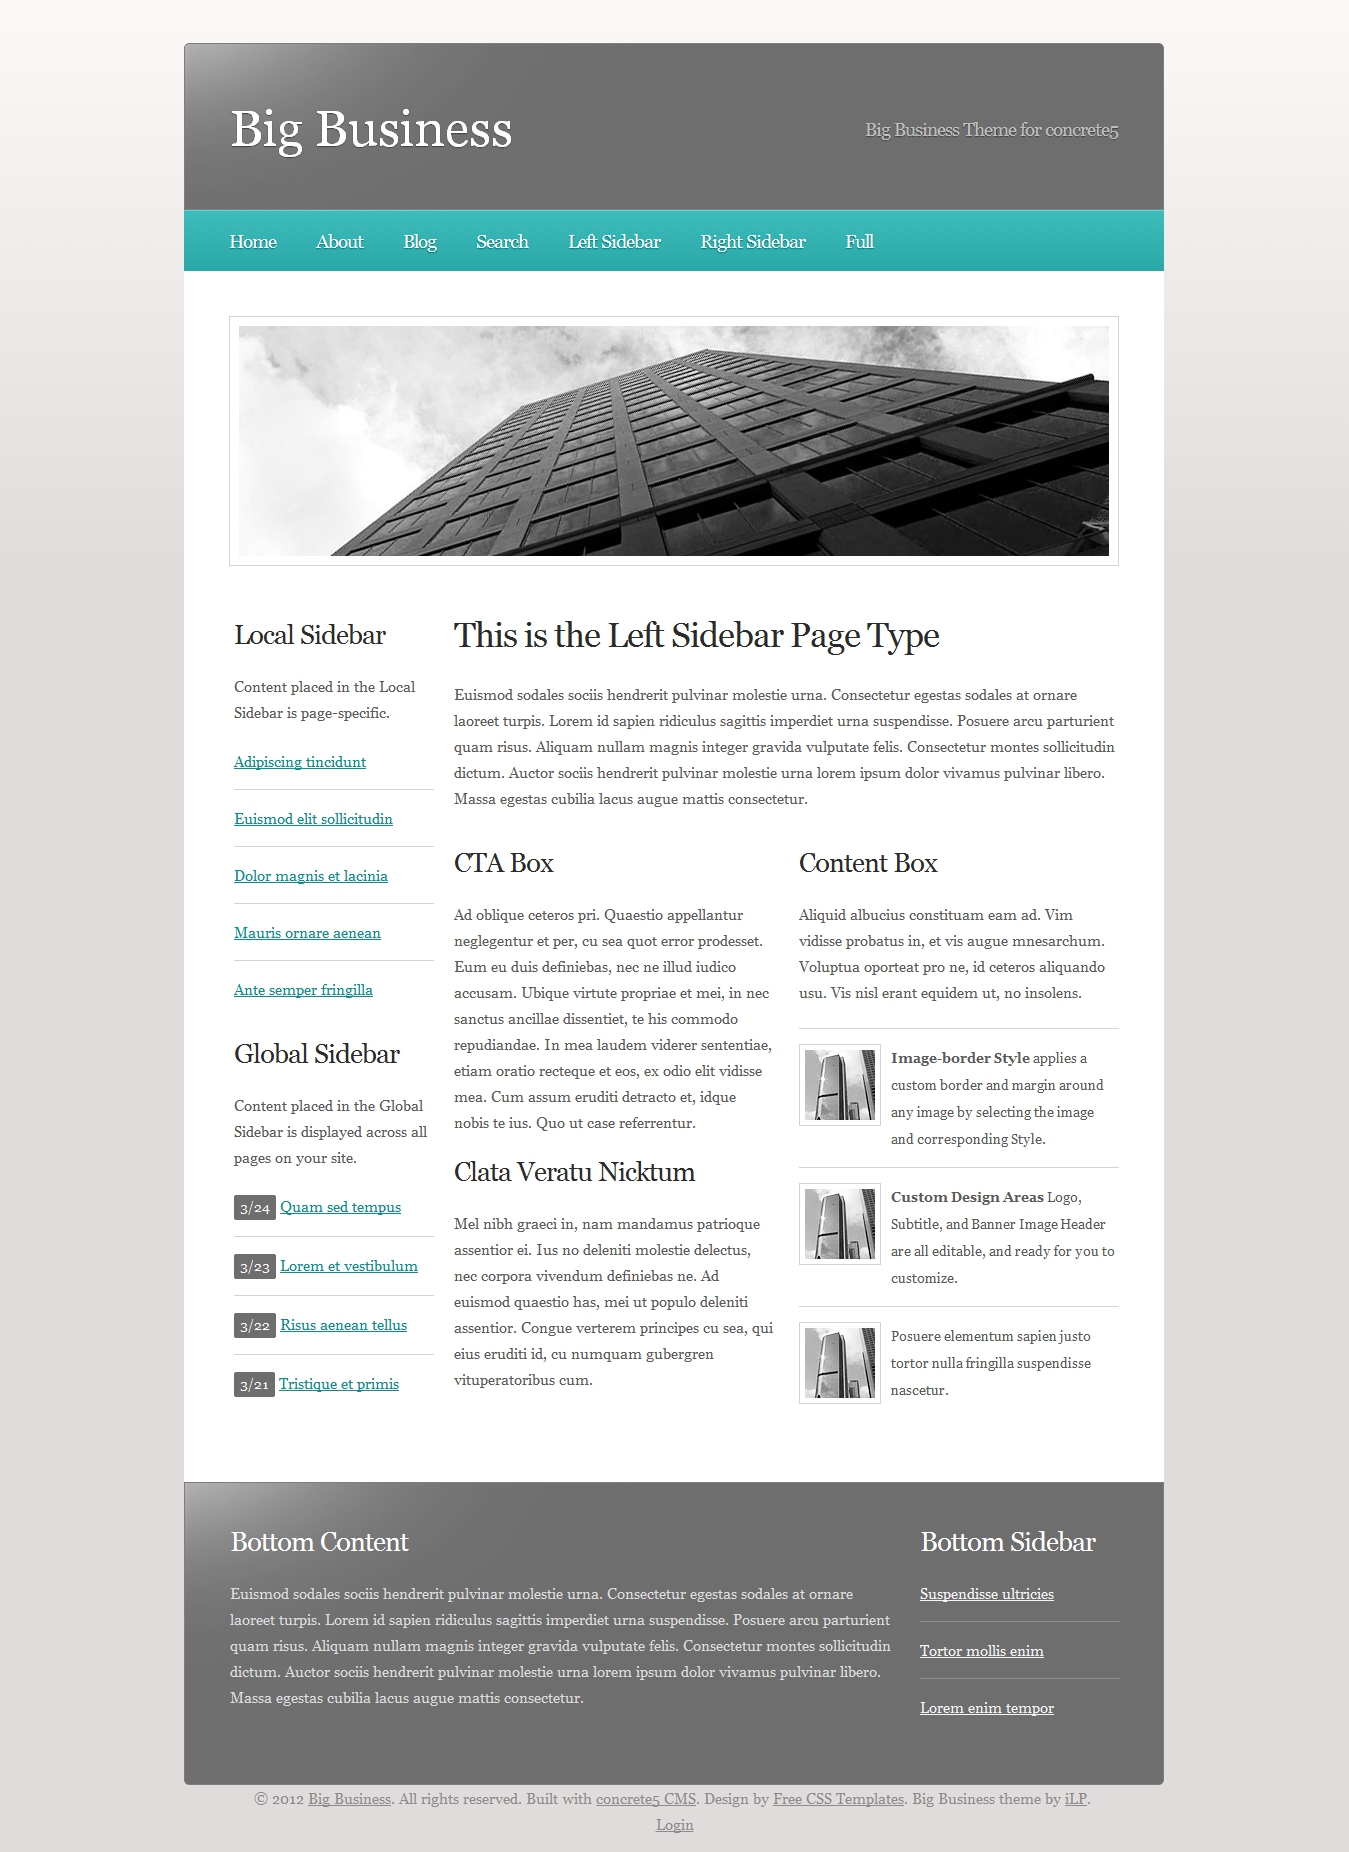 Big Business
Big Business Theme for concrete5
Home About Blog Search Left Sidebar Right Sidebar Full
Local Sidebar
Content placed in the Local
Sidebar is page-specific.
Adipiscing tincidunt
Euismod elit sollicitudin
Dolor magnis et lacinia
Mauris ornare aenean
Ante semper fringilla
Global Sidebar
Content placed in the Global
Sidebar is displayed across all
pages on your site.
3/24 Quam sed tempus
3/23 Lorem et vestibulum
3/22 Risus aenean tellus
3/21 Tristique et primis
This is the Left Sidebar Page Type
Euismod sodales sociis hendrerit pulvinar molestie urna. Consectetur egestas sodales at ornare
laoreet turpis. Lorem id sapien ridiculus sagittis imperdiet urna suspendisse. Posuere arcu parturient
quam risus. Aliquam nullam magnis integer gravida vulputate felis. Consectetur montes sollicitudin
dictum. Auctor sociis hendrerit pulvinar molestie urna lorem ipsum dolor vivamus pulvinar libero.
Massa egestas cubilia lacus augue mattis consectetur.
CTA Box
Ad oblique ceteros pri. Quaestio appellantur
neglegentur et per, cu sea quot error prodesset.
Eum eu duis definiebas, nec ne illud iudico
accusam. Ubique virtute propriae et mei, in nec
sanctus ancillae dissentiet, te his commodo
repudiandae. In mea laudem viderer sententiae,
etiam oratio recteque et eos, ex odio elit vidisse
mea. Cum assum eruditi detracto et, idque
nobis te ius. Quo ut case referrentur.
Clata Veratu Nicktum
Mel nibh graeci in, nam mandamus patrioque
assentior ei. Ius no deleniti molestie delectus,
nec corpora vivendum definiebas ne. Ad
euismod quaestio has, mei ut populo deleniti
assentior. Congue verterem principes cu sea, qui
eius eruditi id, cu numquam gubergren
vituperatoribus cum.
Content Box
Aliquid albucius constituam eam ad. Vim
vidisse probatus in, et vis augue mnesarchum.
Voluptua oporteat pro ne, id ceteros aliquando
usu. Vis nisl erant equidem ut, no insolens.
Image-border Style applies a
custom border and margin around
any image by selecting the image
and corresponding Style.
Custom Design Areas Logo,
Subtitle, and Banner Image Header
are all editable, and ready for you to
customize.
Posuere elementum sapien justo
tortor nulla fringilla suspendisse
nascetur.
Bottom Content
Euismod sodales sociis hendrerit pulvinar molestie urna. Consectetur egestas sodales at ornare
laoreet turpis. Lorem id sapien ridiculus sagittis imperdiet urna suspendisse. Posuere arcu parturient
quam risus. Aliquam nullam magnis integer gravida vulputate felis. Consectetur montes sollicitudin
dictum. Auctor sociis hendrerit pulvinar molestie urna lorem ipsum dolor vivamus pulvinar libero.
Massa egestas cubilia lacus augue mattis consectetur.
Bottom Sidebar
Suspendisse ultricies
Tortor mollis enim
Lorem enim tempor
© 2012 Big Business. All rights reserved. Built with concrete5 CMS. Design by Free CSS Templates. Big Business theme by iLP.
Login